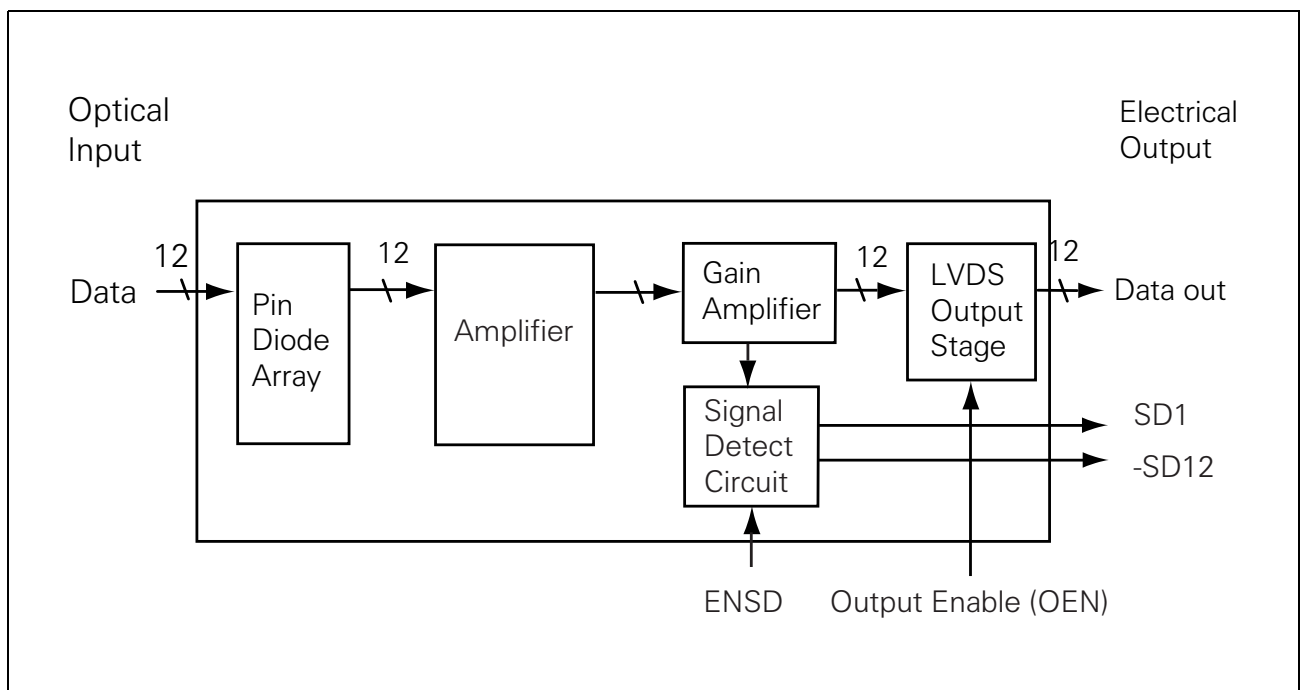 Optical
Input
Electrical
Output
12
12
12
12
Data
Pin
Diode
Array
Amplifier
Gain
Amplifier
LVDS
Output
Stage
Data out
Signal
Detect
Circuit
SD1
-SD12
ENSD
Output Enable (OEN)